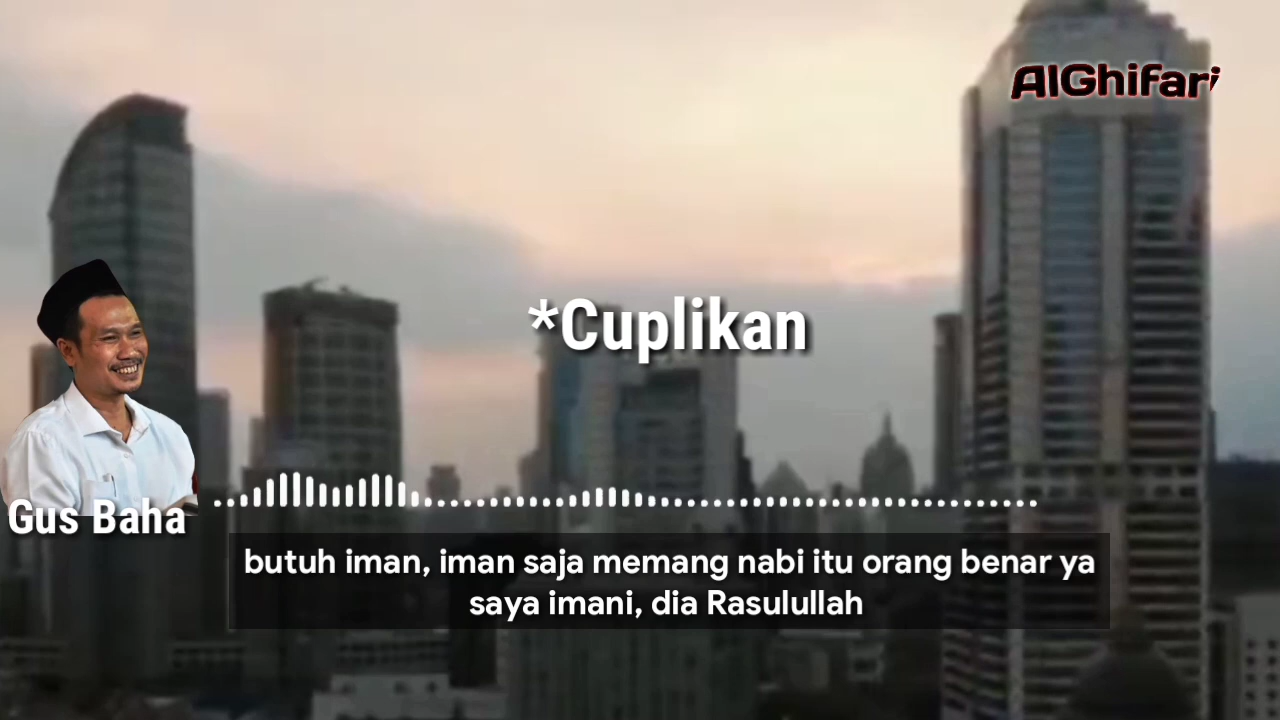 AlGhifari
*Cuplikan
Gus Baha
butuh iman, iman saja memang nabi itu orang benar ya
saya imani, dia Rasulullah